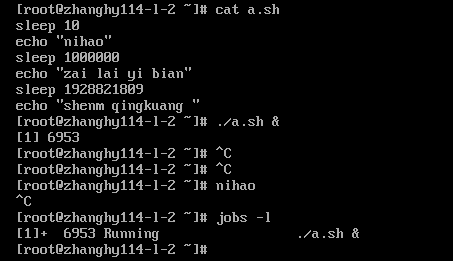 [root@zhanghy114-l-2 ~]# cat a.sh
sleep 10
echo "nihao"
sleep 1000000
echo "zai lai yi bian"
sleep 1928821809
echo "shenm qingkuang "
[root@zhanghy114-l-2 ~]# ./a.sh &
[1] 6953
[root@zhanghy114-l-2 ~]# ^C
[root@zhanghy114-l-2 ~]# ^C
[root@zhanghy114-l-2 ~]# nihao
^C
[root@zhanghy114-l-2 ~]# jobs -l
[1]+  6953 Running                 ./a.sh &
[root@zhanghy114-l-2 ~]#